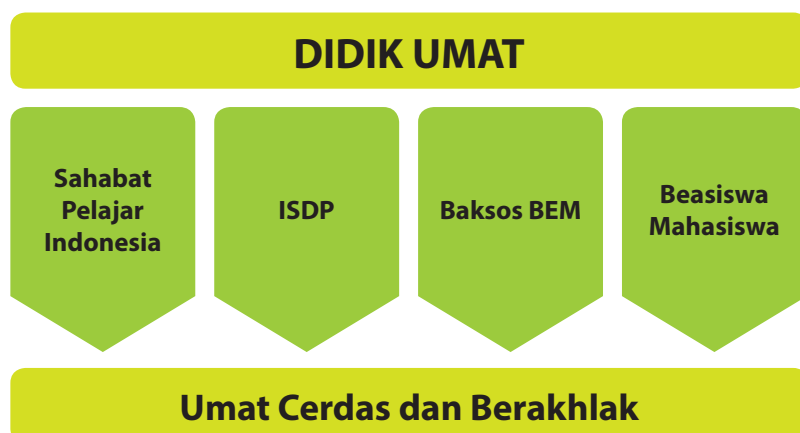 DIDIK UMAT
Sahabat
Pelajar
Indonesia
ISDP
Baksos BEM
Beasiswa
Mahasiswa
Umat Cerdas dan Berakhlak